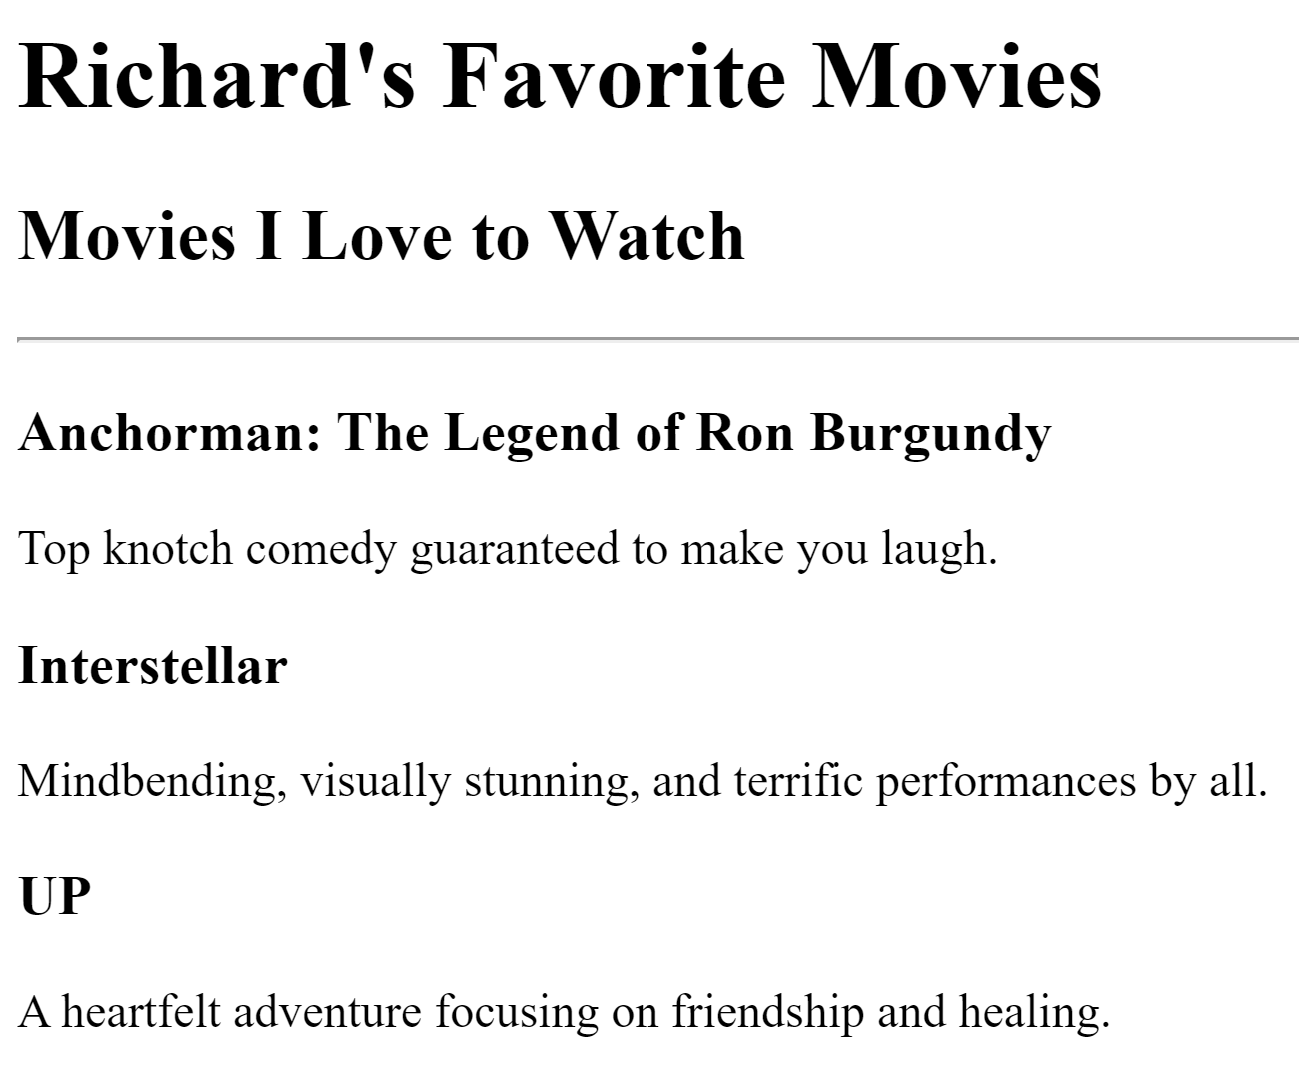 Richard's Favorite Movies
Movies I Love to Watch
Anchorman: The Legend of Ron Burgundy
Top knotch comedy guaranteed to make you laugh.
Interstellar
Mindbending, visually stunning, and terrific performances by all.
UP
A heartfelt adventure focusing on friendship and healing.